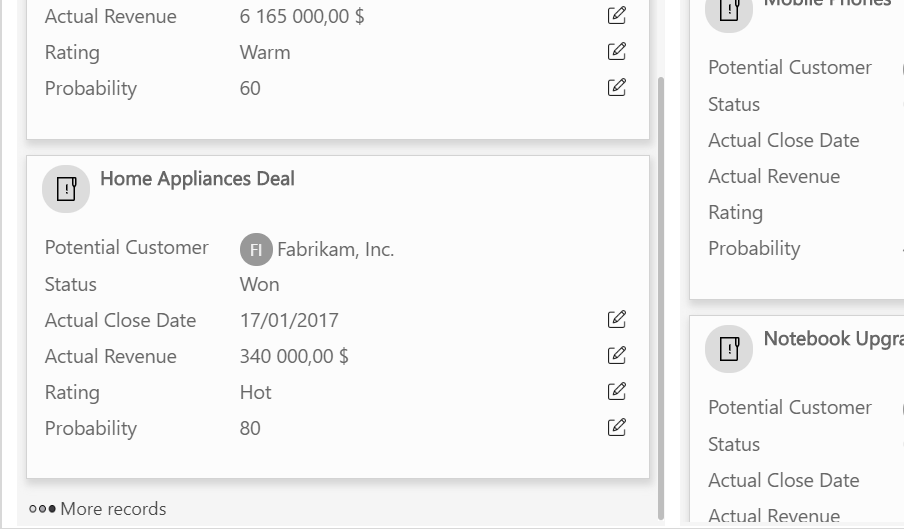 Actual Revenue 6 165 000,00 $
Rating Warm
Probability 60
Home Appliances Deal
Potential Customer FI Fabrikam, Inc.
Status Won
Actual Close Date 17/01/2017
Actual Revenue 340 000,00 $
Rating Hot
Probability 80
More records
Mobile Phones
Potential Customer
Status
Actual Close Date
Actual Revenue
Rating
Probability
Notebook Upgra
Potential Customer
Status
Actual Close Date
Actual Revenue